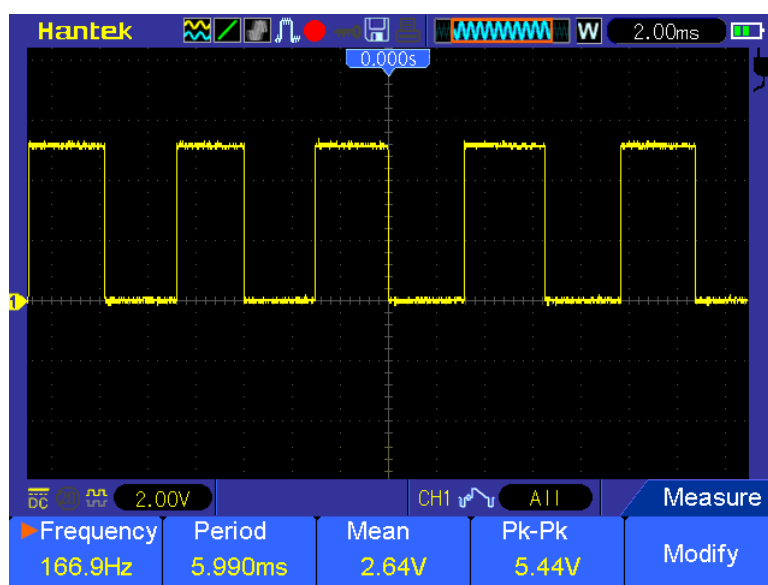 Hantek W 2.00ms
0.000s
1
DC 2.00V CH1 All Measure
Frequency Period Mean Pk-Pk Modify
166.9Hz 5.990ms 2.64V 5.44V